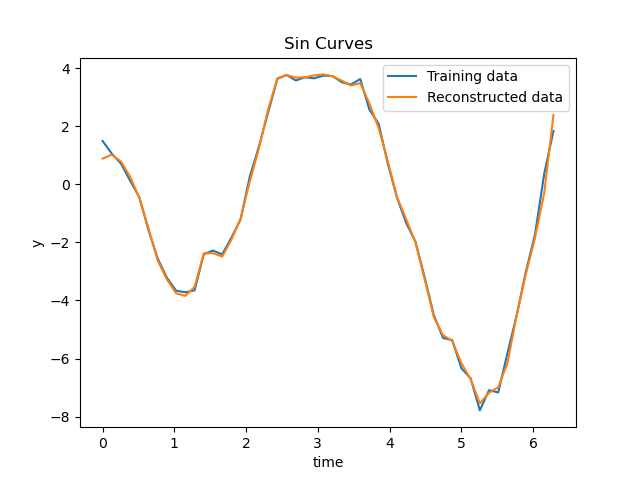 Sin Curves
Training data
Reconstructed data
4
2
0
−2
−4
−6
−8
y
0 1 2 3 4 5 6
time